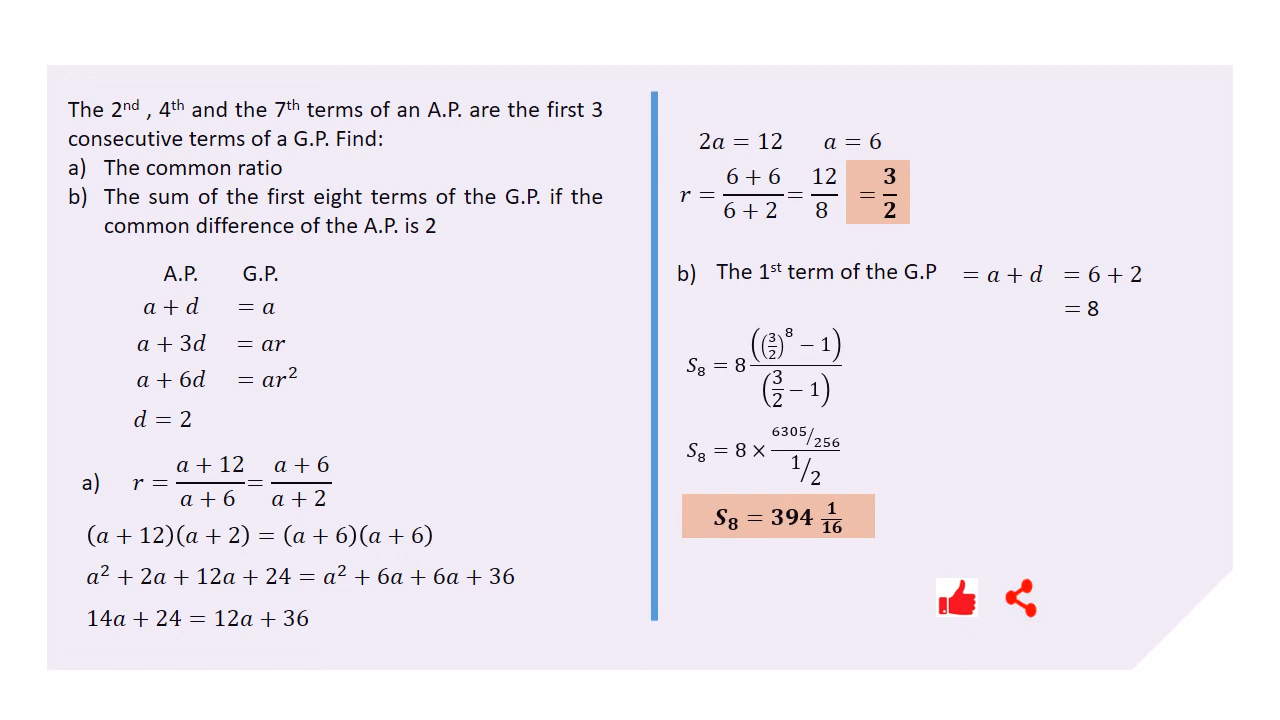 The 2nd , 4th and the 7th terms of an A.P. are the first 3
consecutive terms of a G.P. Find:
a) The common ratio
b) The sum of the first eight terms of the G.P. if the
common difference of the A.P. is 2
A.P. G.P.
a + d = a
a + 3d = ar
a + 6d = ar²
d = 2
a) r = (a + 12)/(a + 6) = (a + 6)/(a + 2)
(a + 12)(a + 2) = (a + 6)(a + 6)
a² + 2a + 12a + 24 = a² + 6a + 6a + 36
14a + 24 = 12a + 36
2a = 12 a = 6
r = (6 + 6)/(6 + 2) = 12/8 = 3/2
b) The 1st term of the G.P = a + d = 6 + 2
= 8
S₈ = 8 ((3/2)⁸ − 1)/(3/2 − 1)
S₈ = 8 × (6305/256)/(1/2)
S₈ = 394 1/16